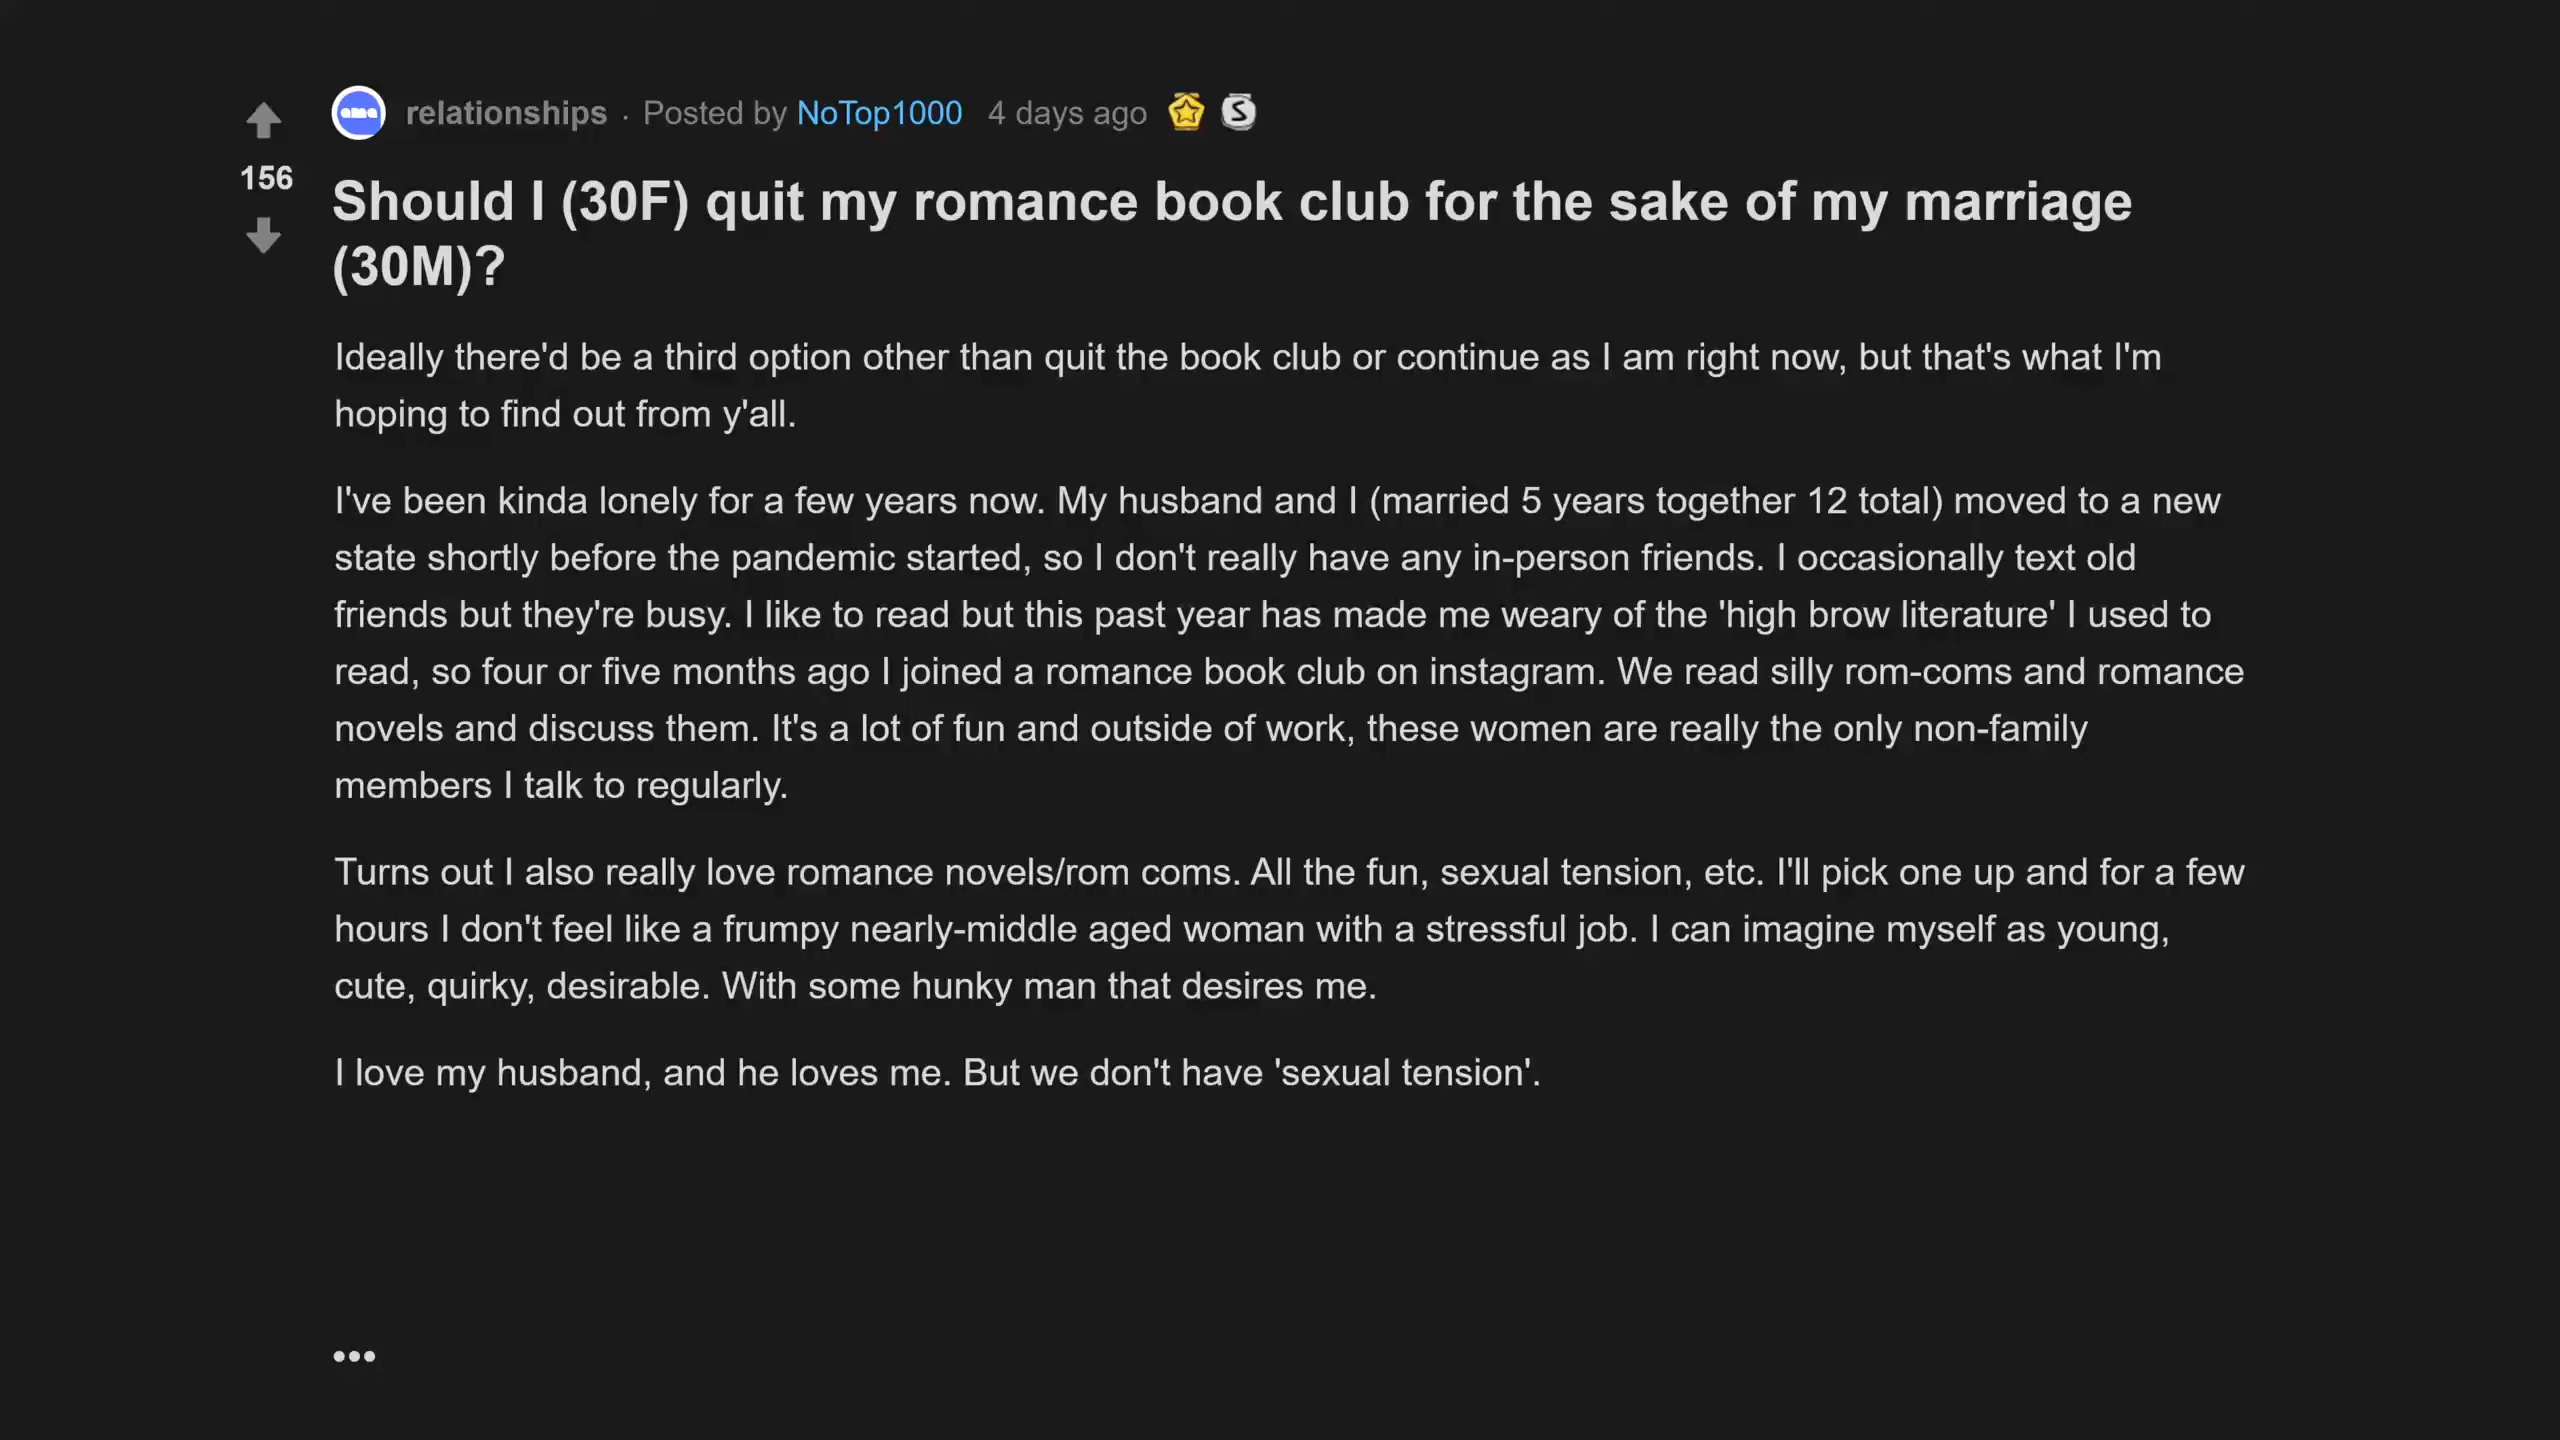 relationships · Posted by NoTop1000 4 days ago
156
Should I (30F) quit my romance book club for the sake of my marriage
(30M)?
Ideally there'd be a third option other than quit the book club or continue as I am right now, but that's what I'm
hoping to find out from y'all.
I've been kinda lonely for a few years now. My husband and I (married 5 years together 12 total) moved to a new
state shortly before the pandemic started, so I don't really have any in-person friends. I occasionally text old
friends but they're busy. I like to read but this past year has made me weary of the 'high brow literature' I used to
read, so four or five months ago I joined a romance book club on instagram. We read silly rom-coms and romance
novels and discuss them. It's a lot of fun and outside of work, these women are really the only non-family
members I talk to regularly.
Turns out I also really love romance novels/rom coms. All the fun, sexual tension, etc. I'll pick one up and for a few
hours I don't feel like a frumpy nearly-middle aged woman with a stressful job. I can imagine myself as young,
cute, quirky, desirable. With some hunky man that desires me.
I love my husband, and he loves me. But we don't have 'sexual tension'.
•••